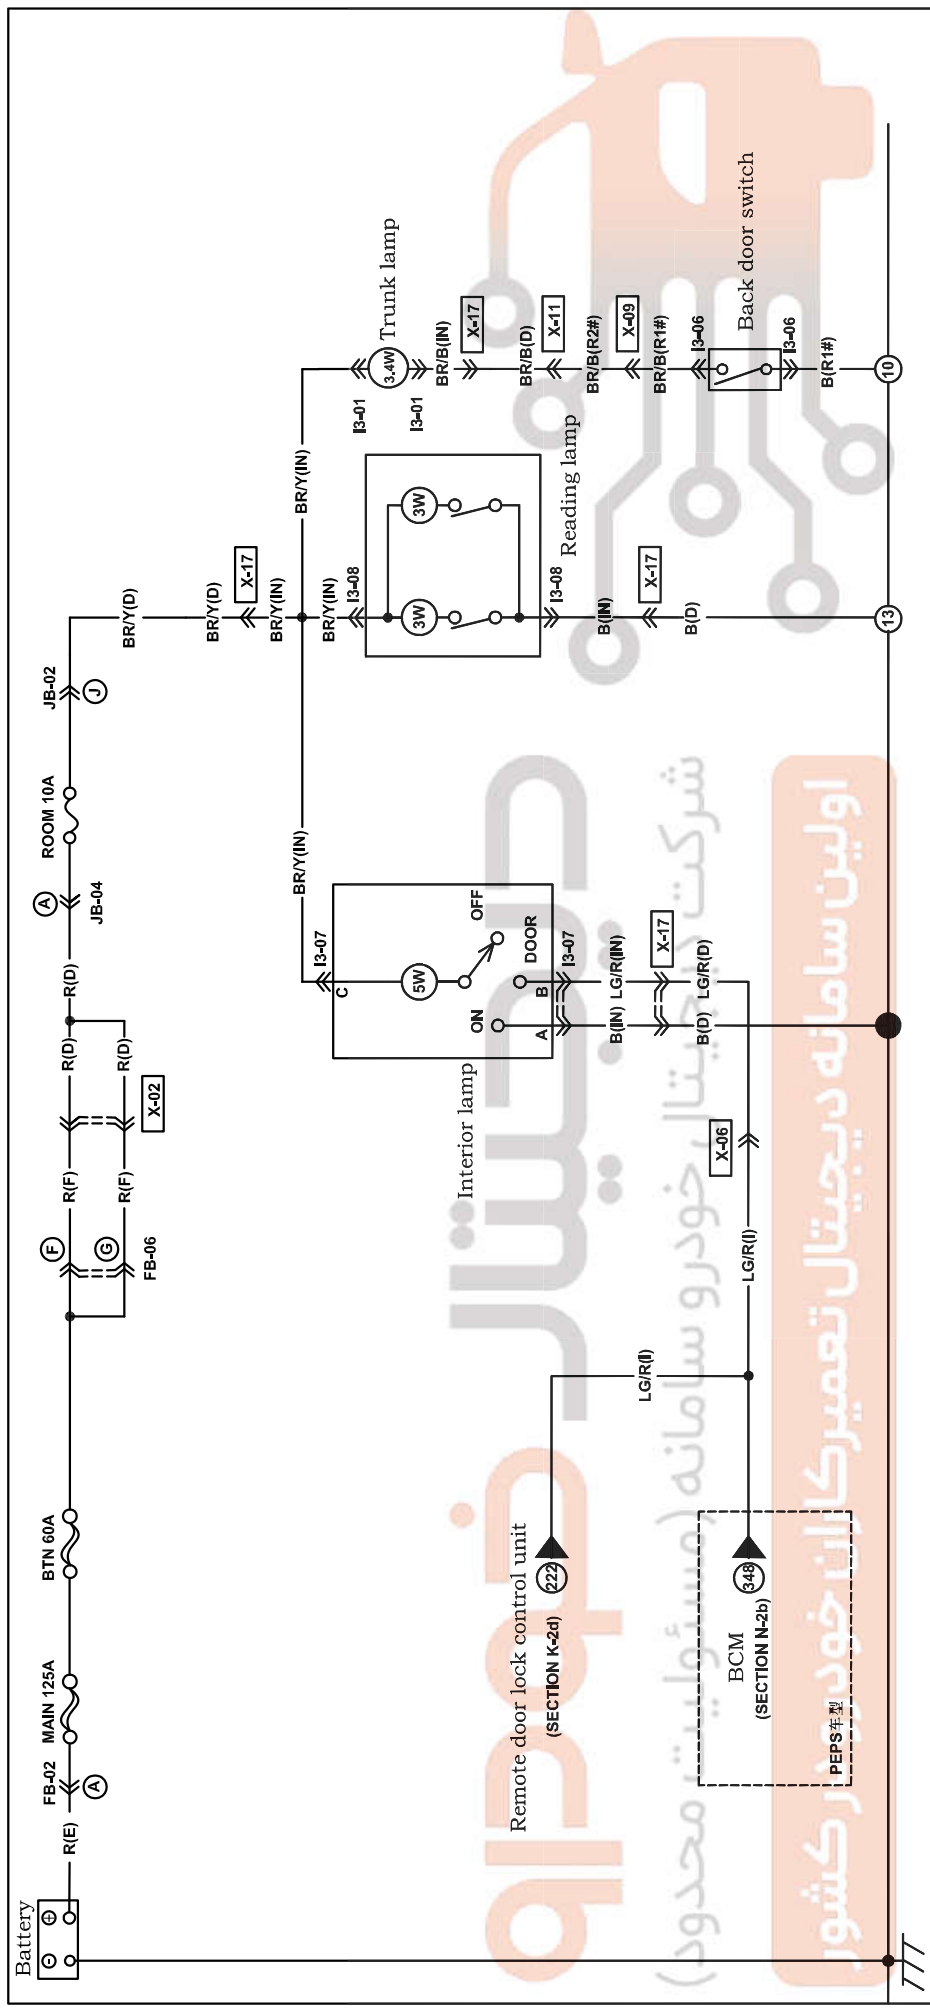 Battery
R(E)
FB-02
A
MAIN 125A
BTN 60A
F
G
FB-06
R(F)
R(F)
X-02
R(D)
R(D)
R(D)
A
JB-04
ROOM 10A
JB-02
J
BR/Y(D)
BR/Y(D)
X-17
BR/Y(IN)
BR/Y(IN)
BR/Y(IN)
BR/Y(IN)
Interior lamp
I3-07
C
5W
ON
OFF
DOOR
A
B
I3-07
B(IN)
LG/R(IN)
X-17
B(D)
LG/R(D)
X-06
LG/R(I)
LG/R(I)
Remote door lock control unit
222
(SECTION K-2d)
348
BCM
(SECTION N-2b)
PEPS车型
I3-08
3W
3W
I3-08
Reading lamp
B(IN)
X-17
B(D)
13
I3-01
3.4W
Trunk lamp
I3-01
BR/B(IN)
X-17
BR/B(D)
X-11
BR/B(R2#)
X-09
BR/B(R1#)
I3-06
Back door switch
I3-06
B(R1#)
10
دیجیتال خودرو
شرکت دیجیتال خودرو سامانه (مسئولیت محدود)
اولین سامانه دیجیتال تعمیرکاران خودرو در کشور